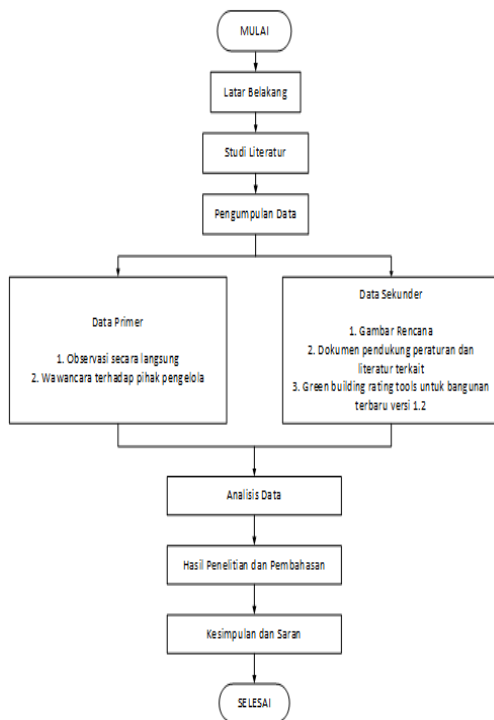 MULAI
Latar Belakang
Studi Literatur
Pengumpulan Data
Data Primer
1. Observasi secara langsung
2. Wawancara terhadap pihak pengelola
Data Sekunder
1. Gambar Rencana
2. Dokumen pendukung peraturan dan
literatur terkait
3. Green building rating tools untuk bangunan
terbaru versi 1.2
Analisis Data
Hasil Penelitian dan Pembahasan
Kesimpulan dan Saran
SELESAI